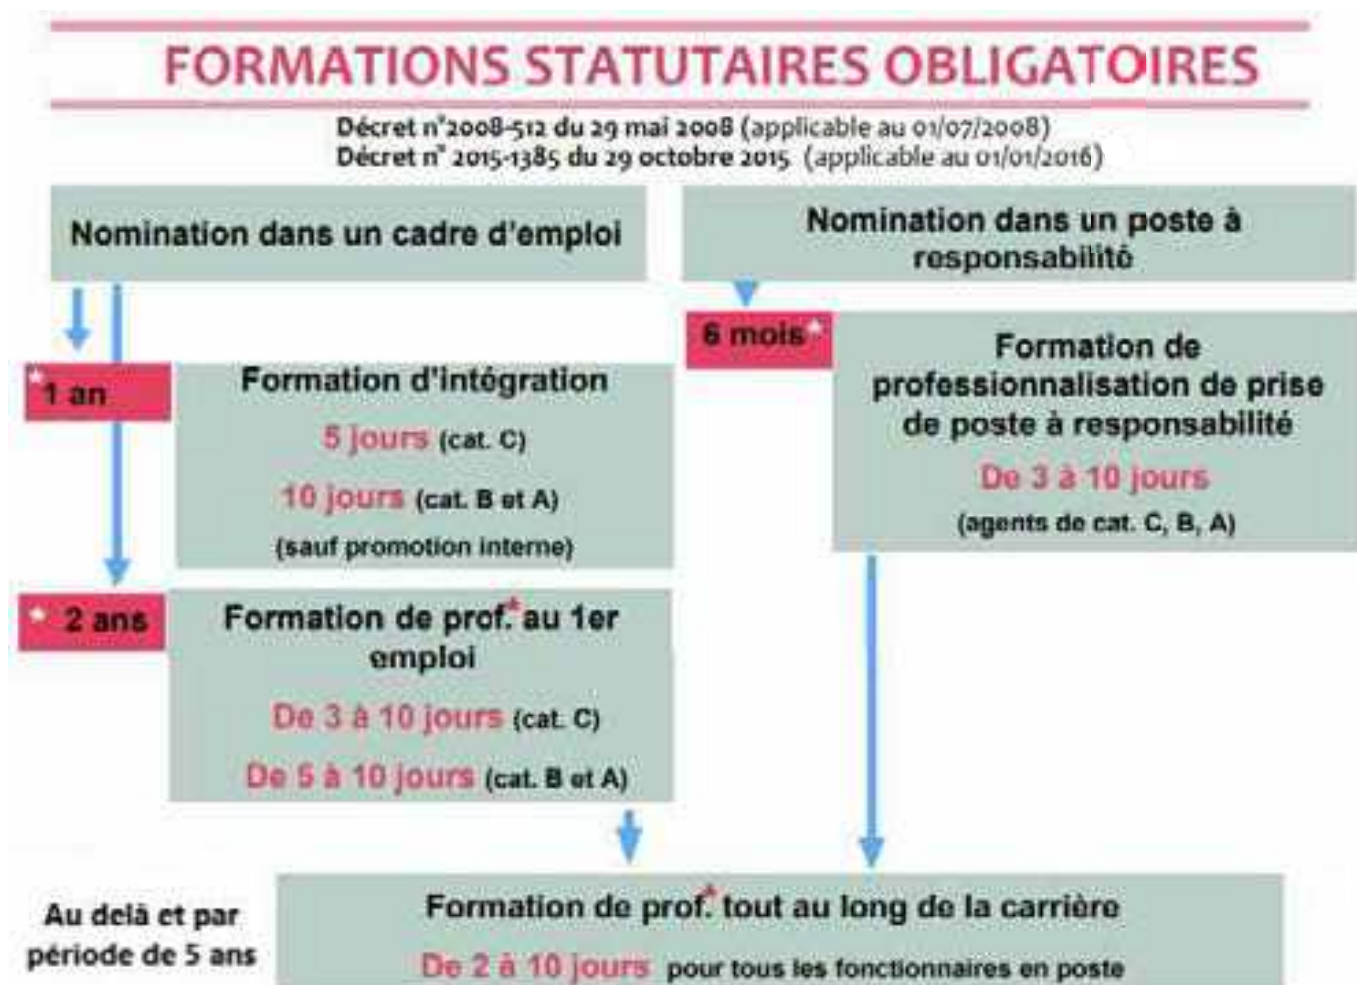 FORMATIONS STATUTAIRES OBLIGATOIRES
Décret n°2008-512 du 29 mai 2008 (applicable au 01/07/2008)
Décret n° 2015-1385 du 29 octobre 2015 (applicable au 01/01/2016)
Nomination dans un cadre d'emploi
* 1 an
Formation d'intégration
5 jours (cat. C)
10 jours (cat. B et A)
(sauf promotion interne)
* 2 ans
Formation de prof.* au 1er
emploi
De 3 à 10 jours (cat. C)
De 5 à 10 jours (cat. B et A)
Nomination dans un poste à
responsabilité
6 mois*
Formation de
professionnalisation de prise
de poste à responsabilité
De 3 à 10 jours
(agents de cat. C, B, A)
Au delà et par
période de 5 ans
Formation de prof.* tout au long de la carrière
De 2 à 10 jours pour tous les fonctionnaires en poste